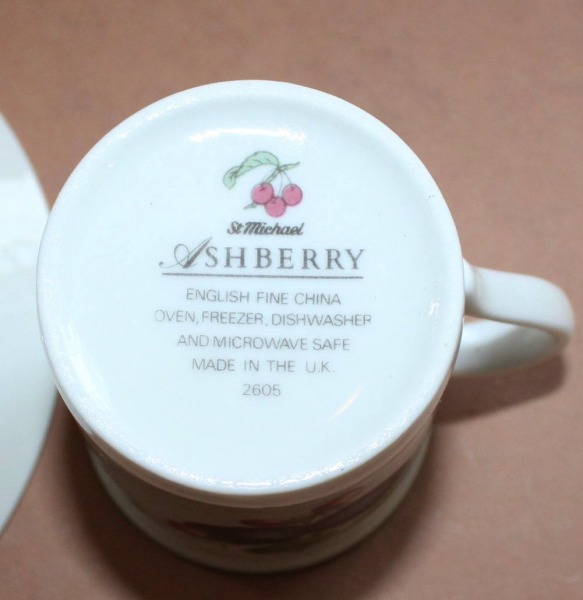 St Michael
ASHBERRY
ENGLISH FINE CHINA
OVEN, FREEZER, DISHWASHER
AND MICROWAVE SAFE
MADE IN THE U.K.
2605